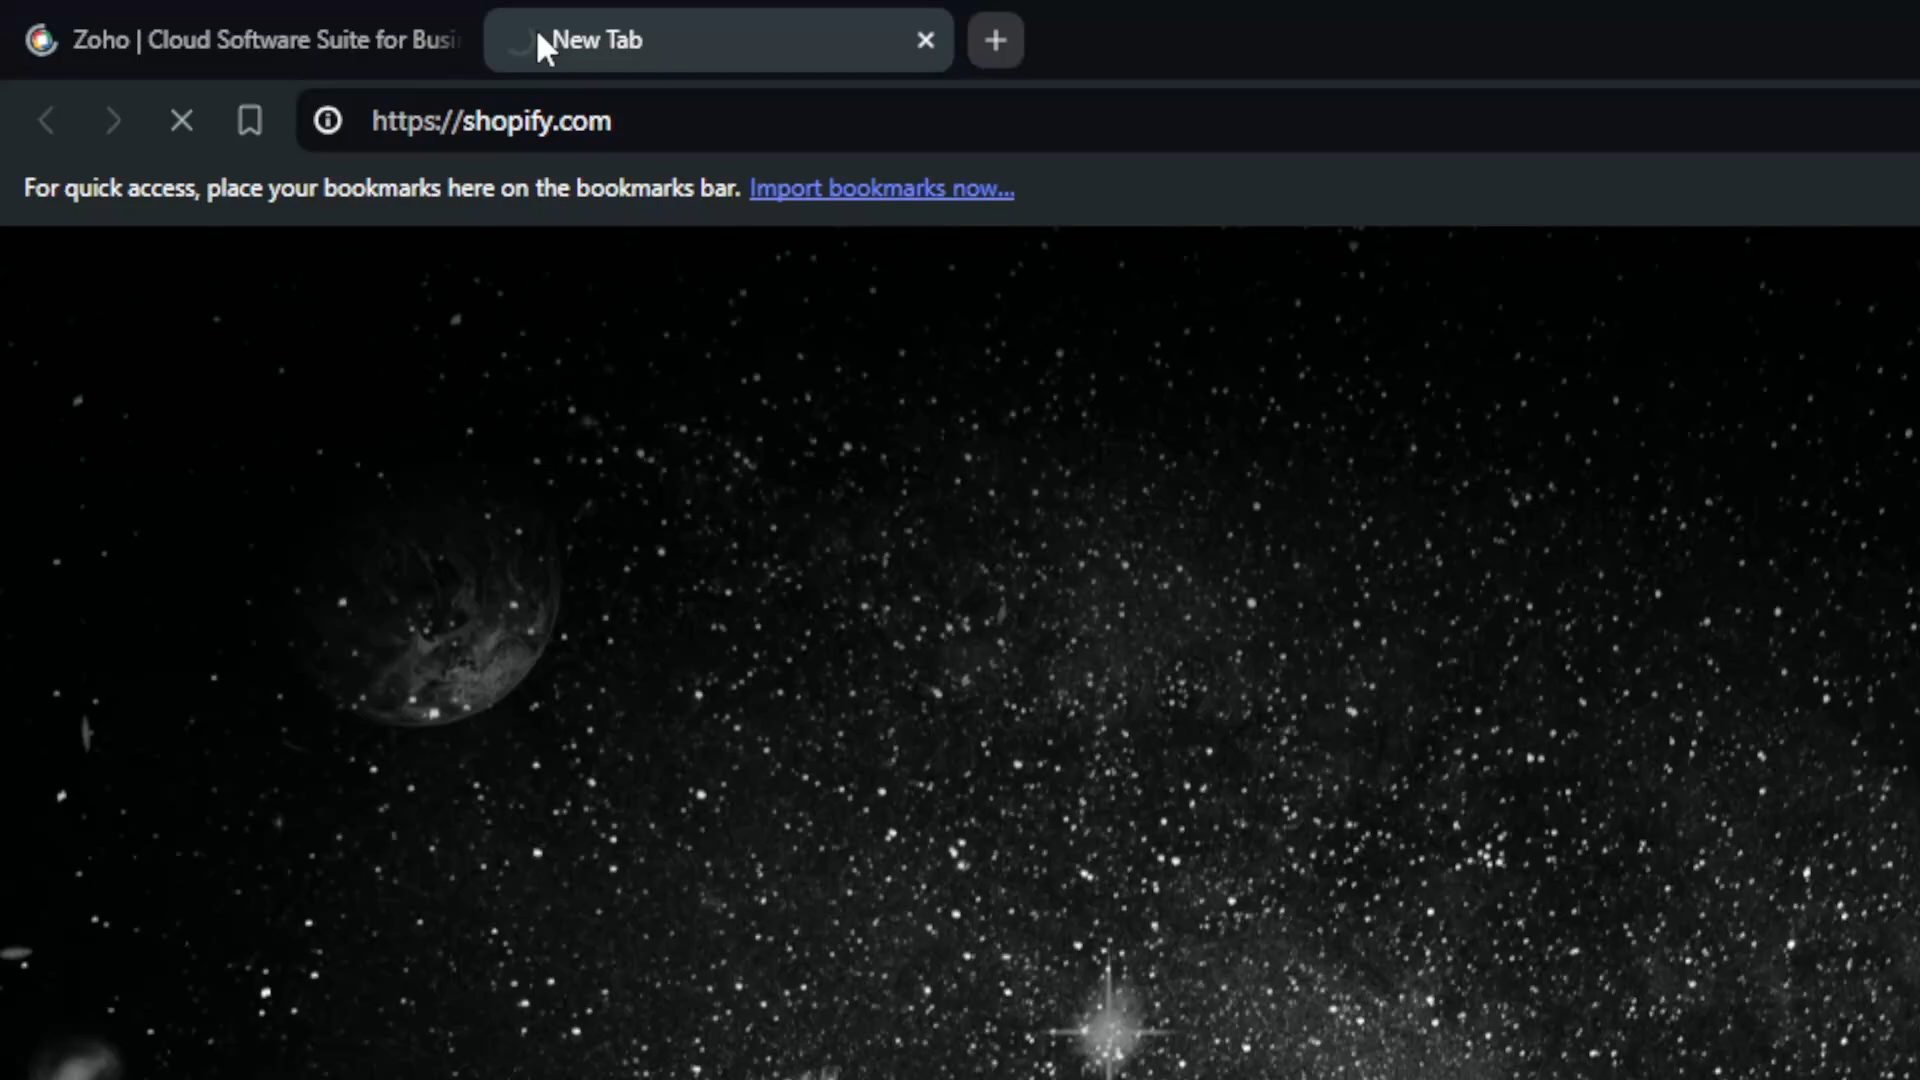 Zoho | Cloud Software Suite for Busi
New Tab
https://shopify.com
For quick access, place your bookmarks here on the bookmarks bar. Import bookmarks now...